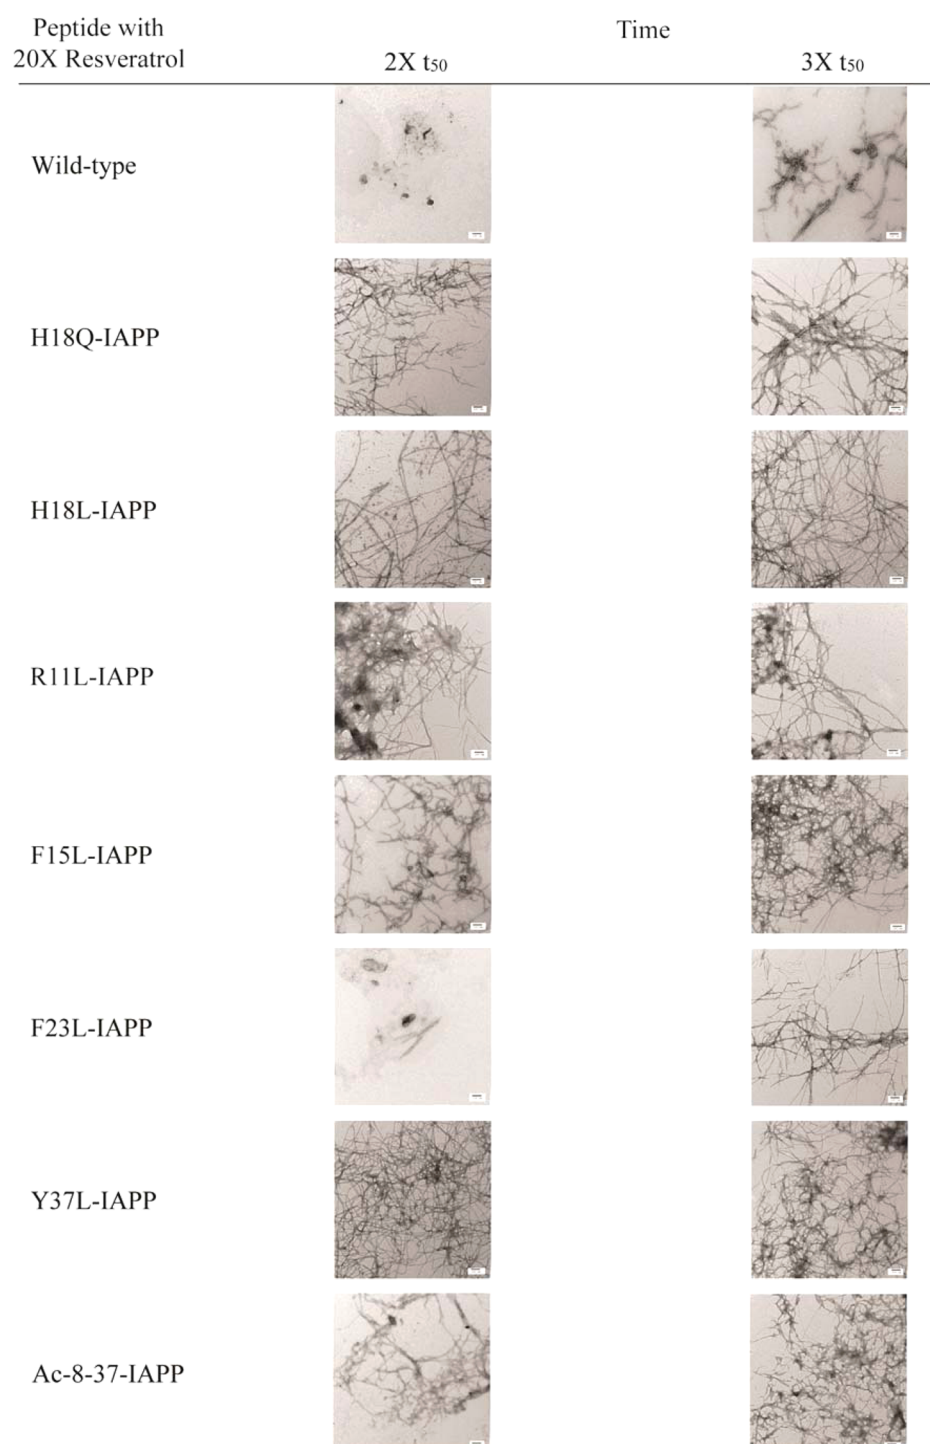 Peptide with
20X Resveratrol
Time
2X t₅₀
3X t₅₀
Wild-type
H18Q-IAPP
H18L-IAPP
R11L-IAPP
F15L-IAPP
F23L-IAPP
Y37L-IAPP
Ac-8-37-IAPP